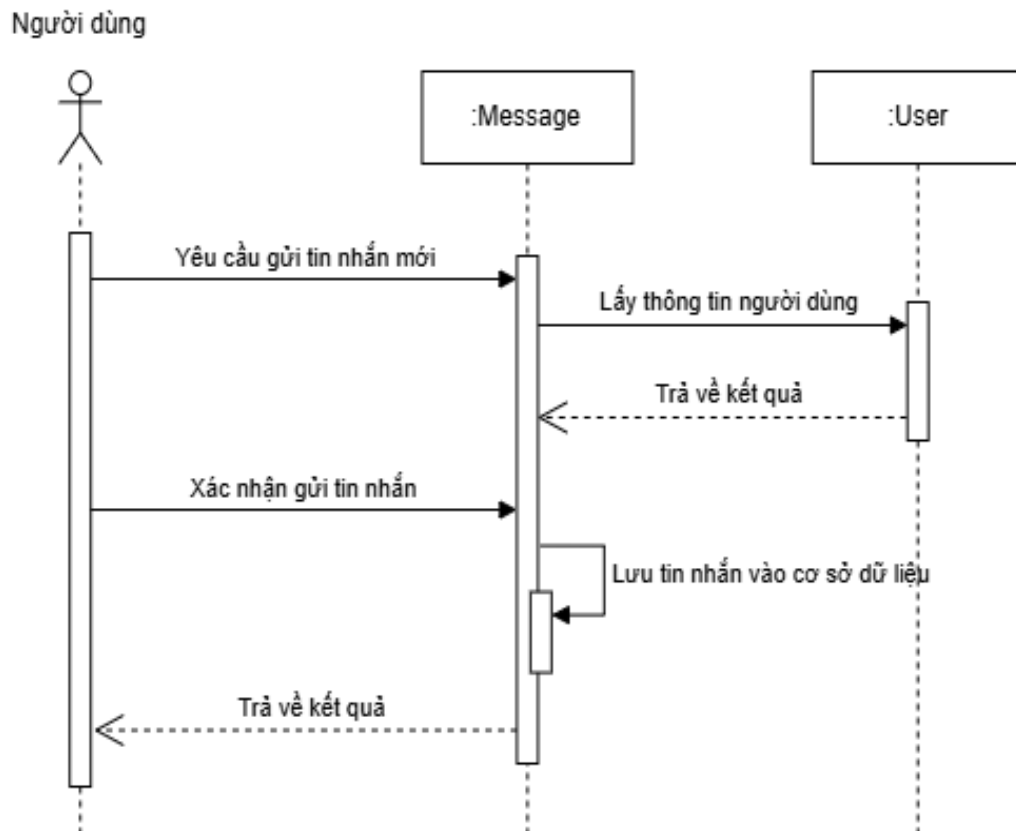 Người dùng
:Message
:User
Yêu cầu gửi tin nhắn mới
Lấy thông tin người dùng
Trả về kết quả
Xác nhận gửi tin nhắn
Lưu tin nhắn vào cơ sở dữ liệu
Trả về kết quả